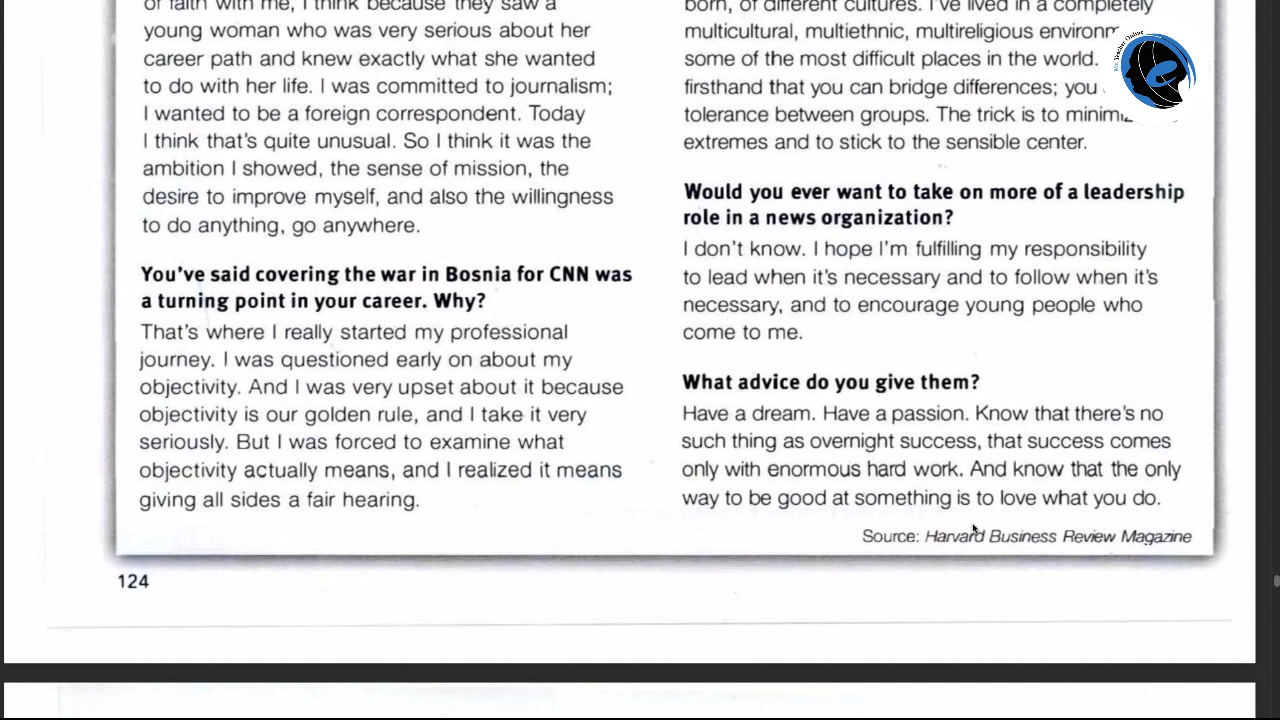 of faith with me, I think because they saw a
young woman who was very serious about her
career path and knew exactly what she wanted
to do with her life. I was committed to journalism;
I wanted to be a foreign correspondent. Today
I think that's quite unusual. So I think it was the
ambition I showed, the sense of mission, the
desire to improve myself, and also the willingness
to do anything, go anywhere.
You've said covering the war in Bosnia for CNN was
a turning point in your career. Why?
That's where I really started my professional
journey. I was questioned early on about my
objectivity. And I was very upset about it because
objectivity is our golden rule, and I take it very
seriously. But I was forced to examine what
objectivity actually means, and I realized it means
giving all sides a fair hearing.
124
born, of different cultures. I've lived in a completely
multicultural, multiethnic, multireligious
some of the most difficult places in the world.
firsthand that you can bridge differences; you
tolerance between groups. The trick is to
extremes and to stick to the sensible center.
Would you ever want to take on more of a leadership
role in a news organization?
I don't know. I hope I'm fulfilling my responsibility
to lead when it's necessary and to follow when it's
necessary, and to encourage young people who
come to me.
What advice do you give them?
Have a dream. Have a passion. Know that there's no
such thing as overnight success, that success comes
only with enormous hard work. And know that the only
way to be good at something is to love what you do.
Source: Harvard Business Review Magazine
Teacher Online